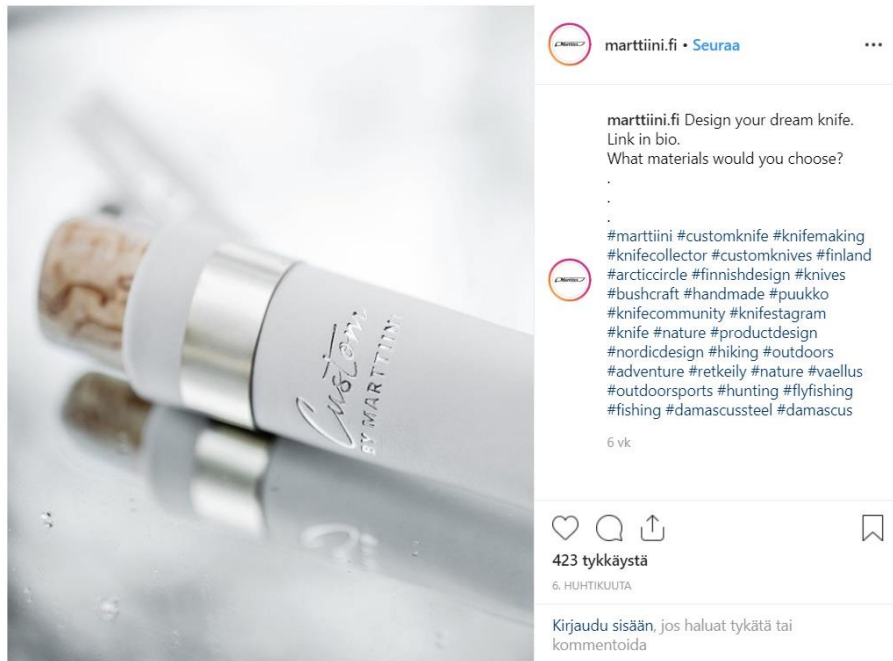 Custom
BY MARTTIINI
marttiini.fi • Seuraa
marttiini.fi Design your dream knife.
Link in bio.
What materials would you choose?
.
.
.
#marttiini #customknife #knifemaking
#knifecollector #customknives #finland
#arcticcircle #finnishdesign #knives
#bushcraft #handmade #puukko
#knifecommunity #knifestagram
#knife #nature #productdesign
#nordicdesign #hiking #outdoors
#adventure #retkeily #nature #vaellus
#outdoorsports #hunting #flyfishing
#fishing #damascussteel #damascus
6 vk
423 tykkäystä
6. HUHTIKUUTA
Kirjaudu sisään, jos haluat tykätä tai
kommentoida